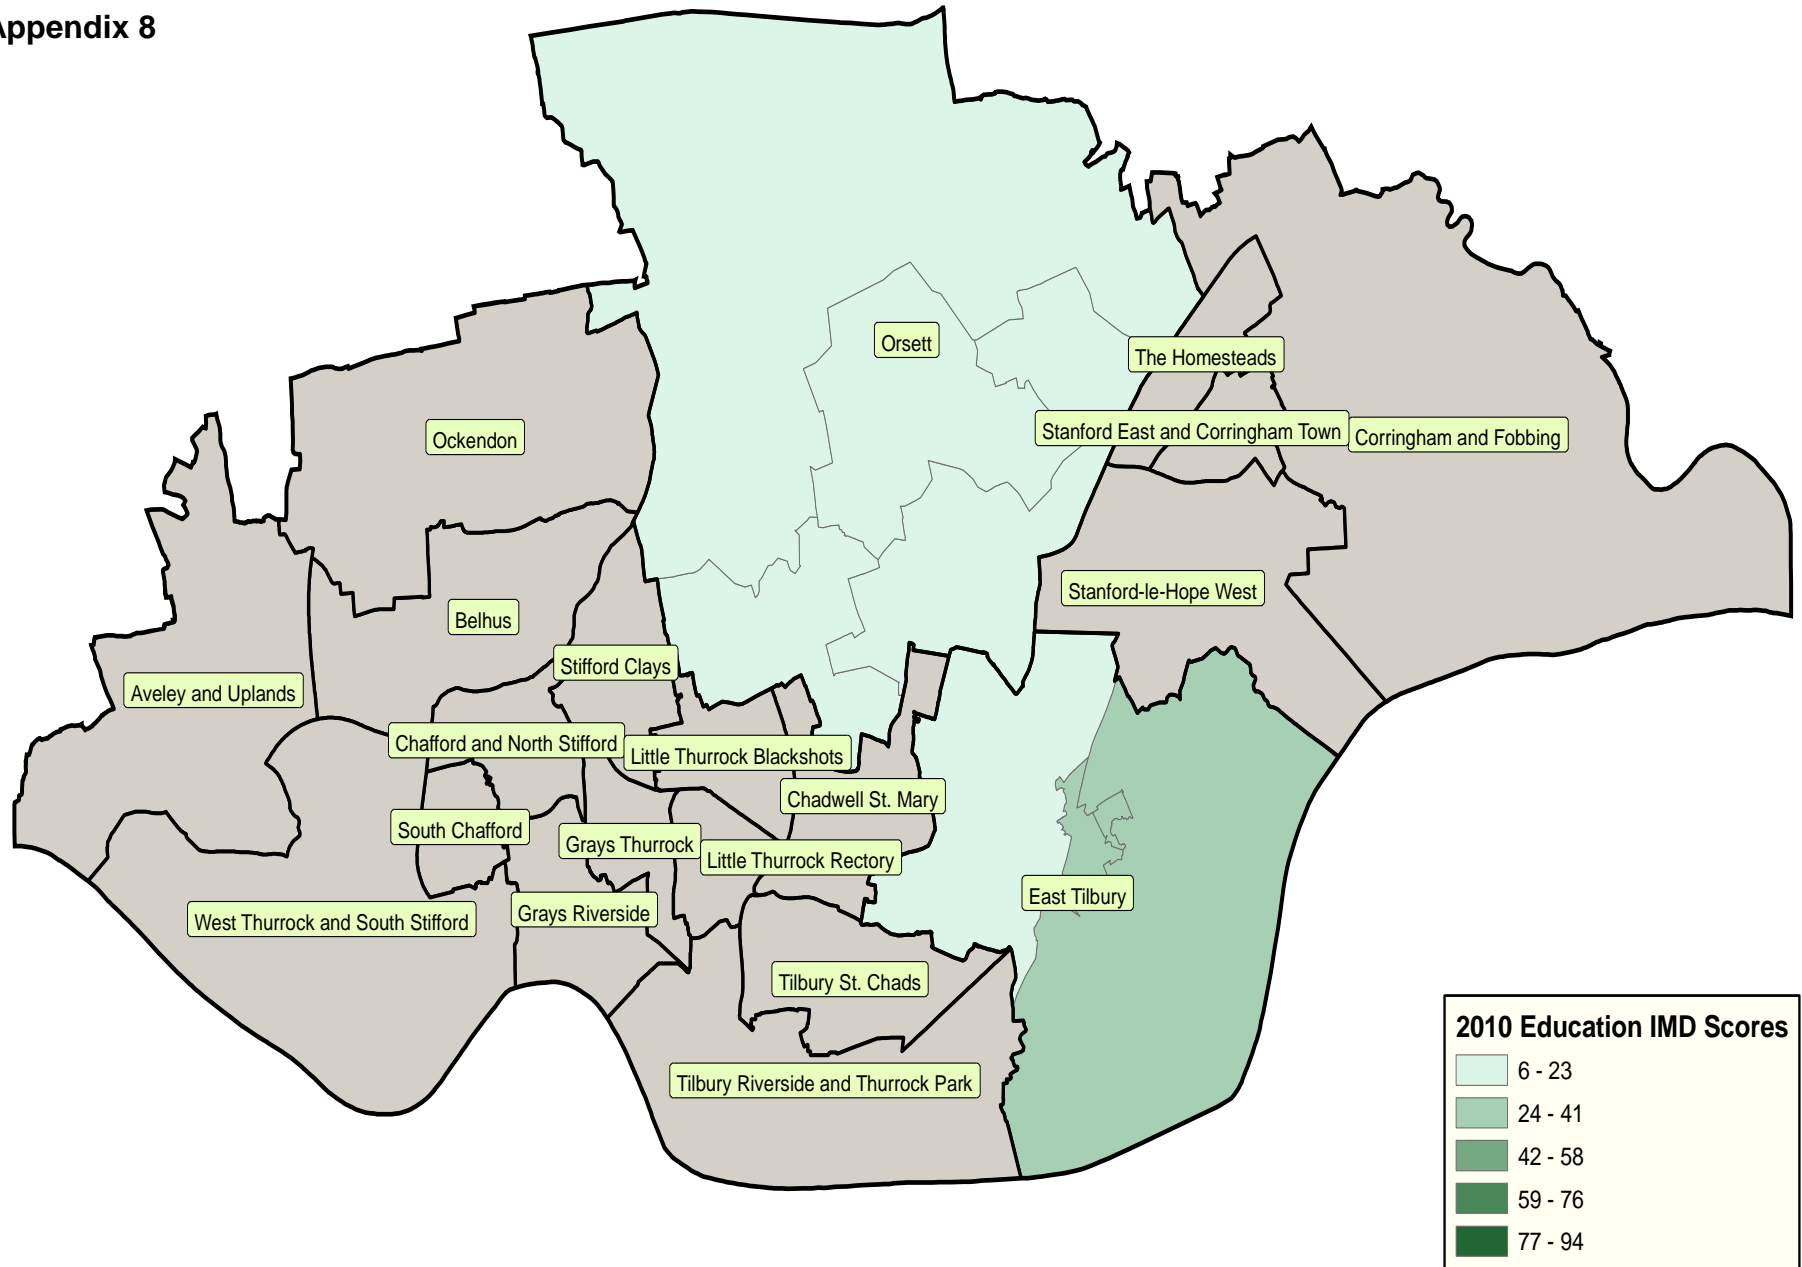 Appendix 8
Orsett
The Homesteads
Stanford East and Corringham Town
Corringham and Fobbing
Ockendon
Stanford-le-Hope West
Belhus
Stifford Clays
Aveley and Uplands
Chafford and North Stifford
Little Thurrock Blackshots
Chadwell St. Mary
South Chafford
Grays Thurrock
Little Thurrock Rectory
East Tilbury
West Thurrock and South Stifford
Grays Riverside
Tilbury St. Chads
Tilbury Riverside and Thurrock Park
2010 Education IMD Scores
6 - 23
24 - 41
42 - 58
59 - 76
77 - 94